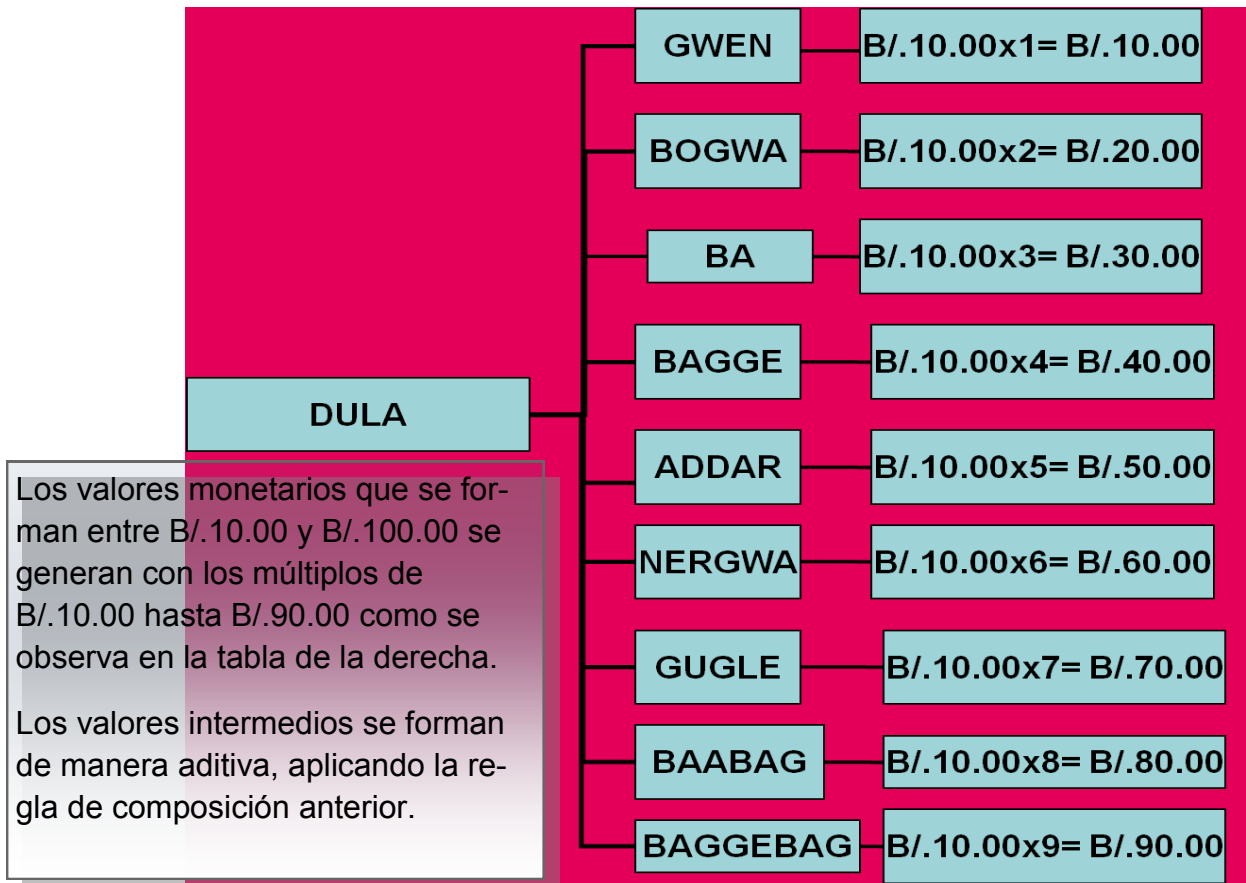 GWEN B/.10.00x1= B/.10.00
BOGWA B/.10.00x2= B/.20.00
BA B/.10.00x3= B/.30.00
BAGGE B/.10.00x4= B/.40.00
DULA
ADDAR B/.10.00x5= B/.50.00
NERGWA B/.10.00x6= B/.60.00
GUGLE B/.10.00x7= B/.70.00
BAABAG B/.10.00x8= B/.80.00
BAGGEBAG B/.10.00x9= B/.90.00
Los valores monetarios que se for-
man entre B/.10.00 y B/.100.00 se
generan con los múltiplos de
B/.10.00 hasta B/.90.00 como se
observa en la tabla de la derecha.
Los valores intermedios se forman
de manera aditiva, aplicando la re-
gla de composición anterior.